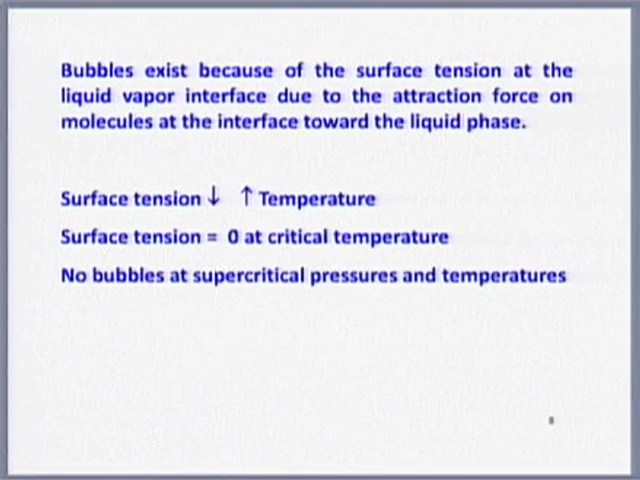 Bubbles exist because of the surface tension at the
liquid vapor interface due to the attraction force on
molecules at the interface toward the liquid phase.
Surface tension ↓ ↑ Temperature
Surface tension = 0 at critical temperature
No bubbles at supercritical pressures and temperatures
8